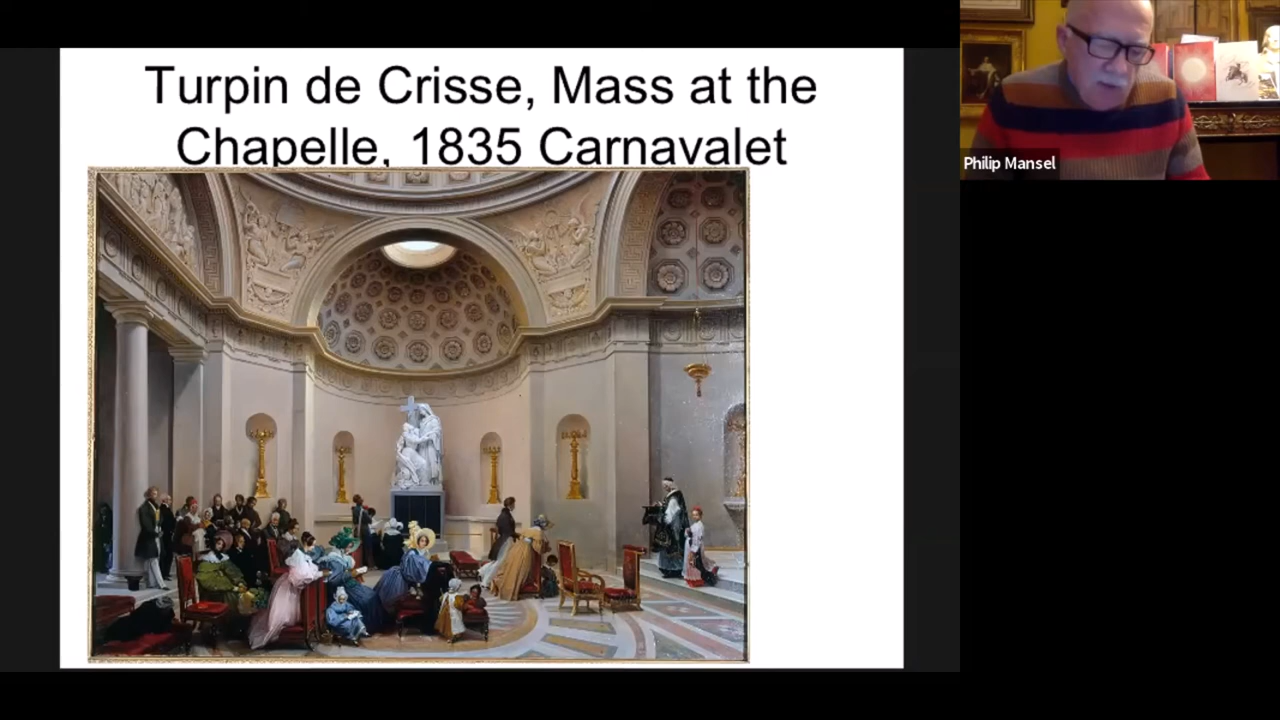 Turpin de Crisse, Mass at the
Chapelle, 1835 Carnavalet
Philip Mansel